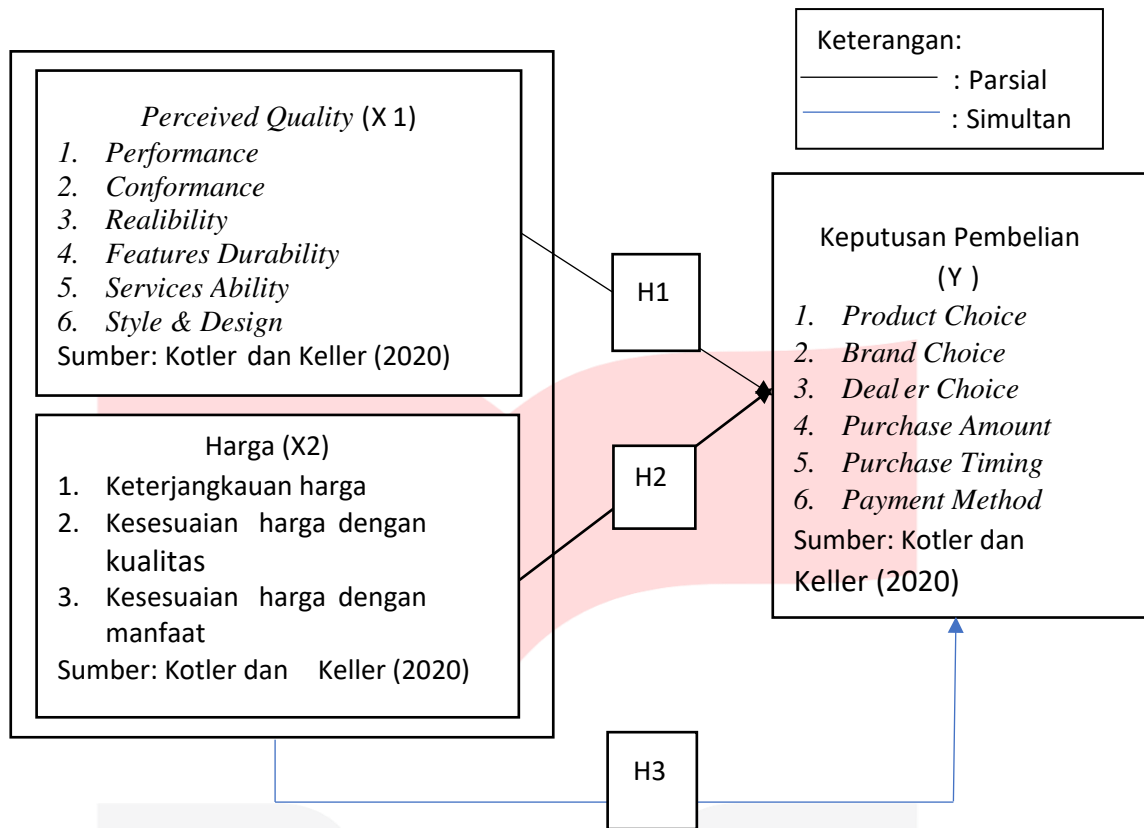 Keterangan:
: Parsial
: Simultan
Perceived Quality (X 1)
1. Performance
2. Conformance
3. Realibility
4. Features Durability
5. Services Ability
6. Style & Design
Sumber: Kotler dan Keller (2020)
Harga (X2)
1. Keterjangkauan harga
2. Kesesuaian harga dengan
kualitas
3. Kesesuaian harga dengan
manfaat
Sumber: Kotler dan Keller (2020)
H1
H2
H3
Keputusan Pembelian
(Y )
1. Product Choice
2. Brand Choice
3. Deal er Choice
4. Purchase Amount
5. Purchase Timing
6. Payment Method
Sumber: Kotler dan
Keller (2020)